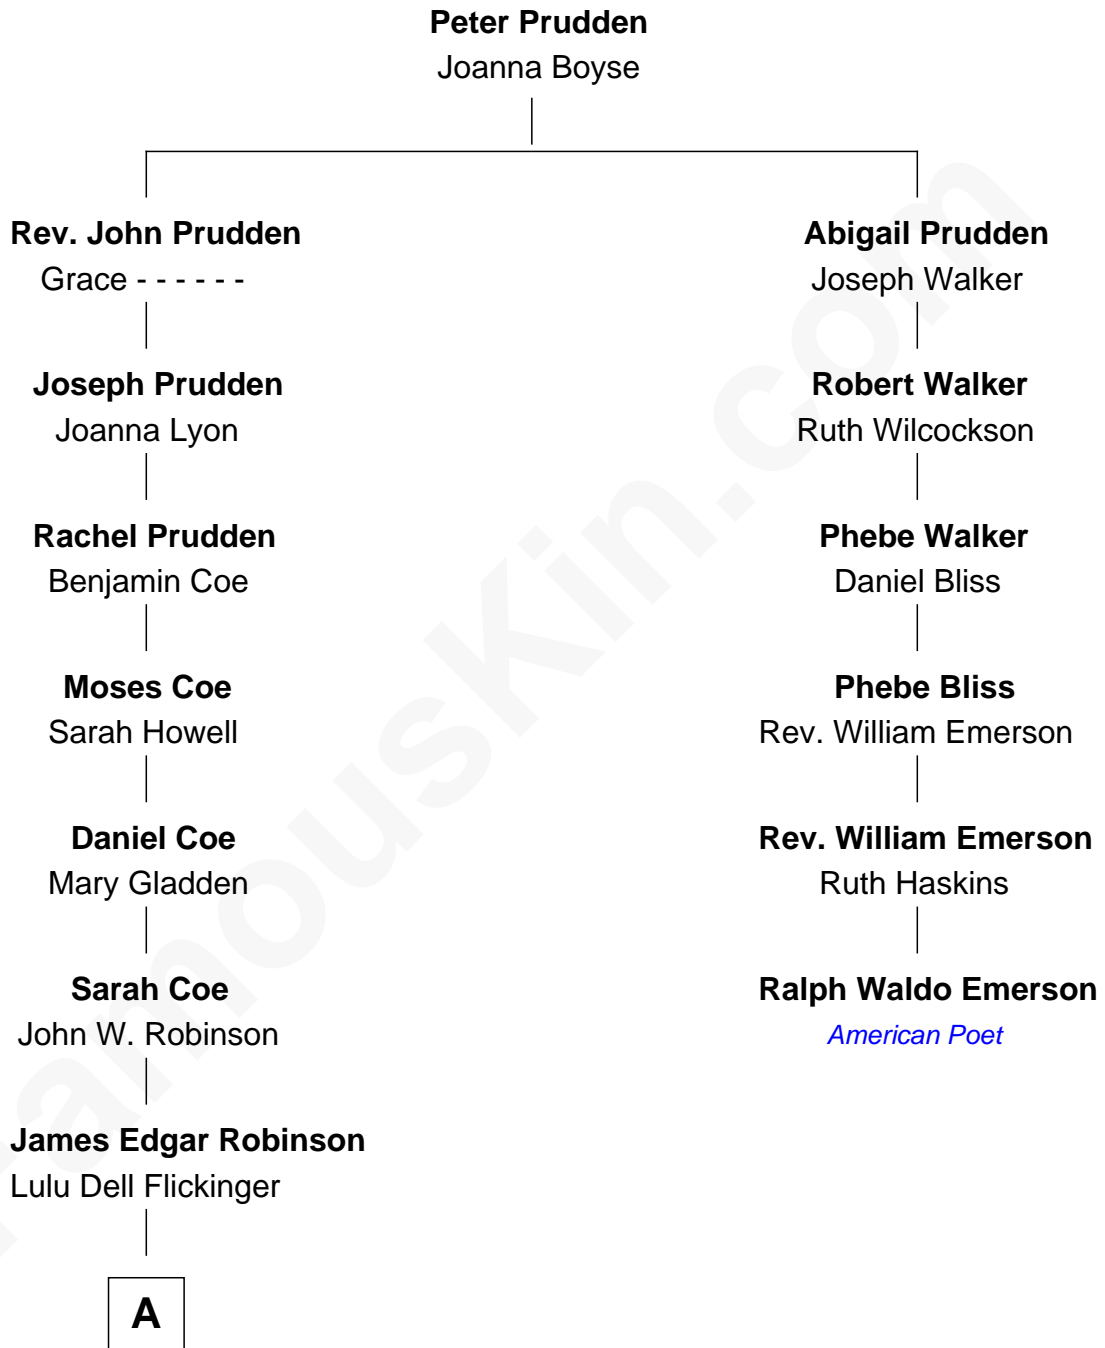 Peter Prudden
Joanna Boyse
Rev. John Prudden
Grace - - - - - -
Abigail Prudden
Joseph Walker
Joseph Prudden
Joanna Lyon
Robert Walker
Ruth Wilcockson
Rachel Prudden
Benjamin Coe
Phebe Walker
Daniel Bliss
Moses Coe
Sarah Howell
Phebe Bliss
Rev. William Emerson
Daniel Coe
Mary Gladden
Rev. William Emerson
Ruth Haskins
Sarah Coe
John W. Robinson
Ralph Waldo Emerson
American Poet
James Edgar Robinson
Lulu Dell Flickinger
A
FamousKin.com